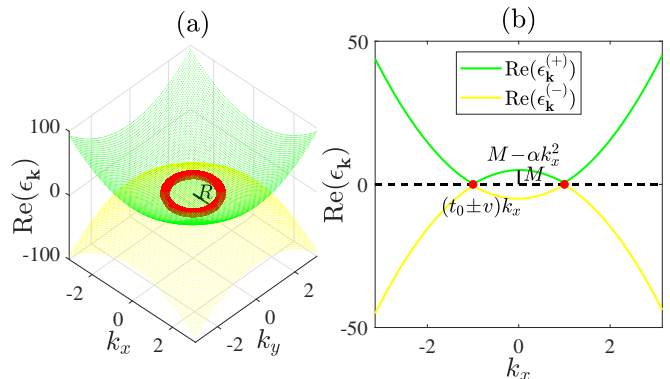 (a)
Re(ϵ_k)
100
0
-100
-2
0
2
k_x
-2
0
2
k_y
R
(b)
Re(ϵ_k)
50
0
-50
-2
0
2
k_x
Re(ϵ_k^(+))
Re(ϵ_k^(-))
M-αk_x^2
M
(t_0±v)k_x